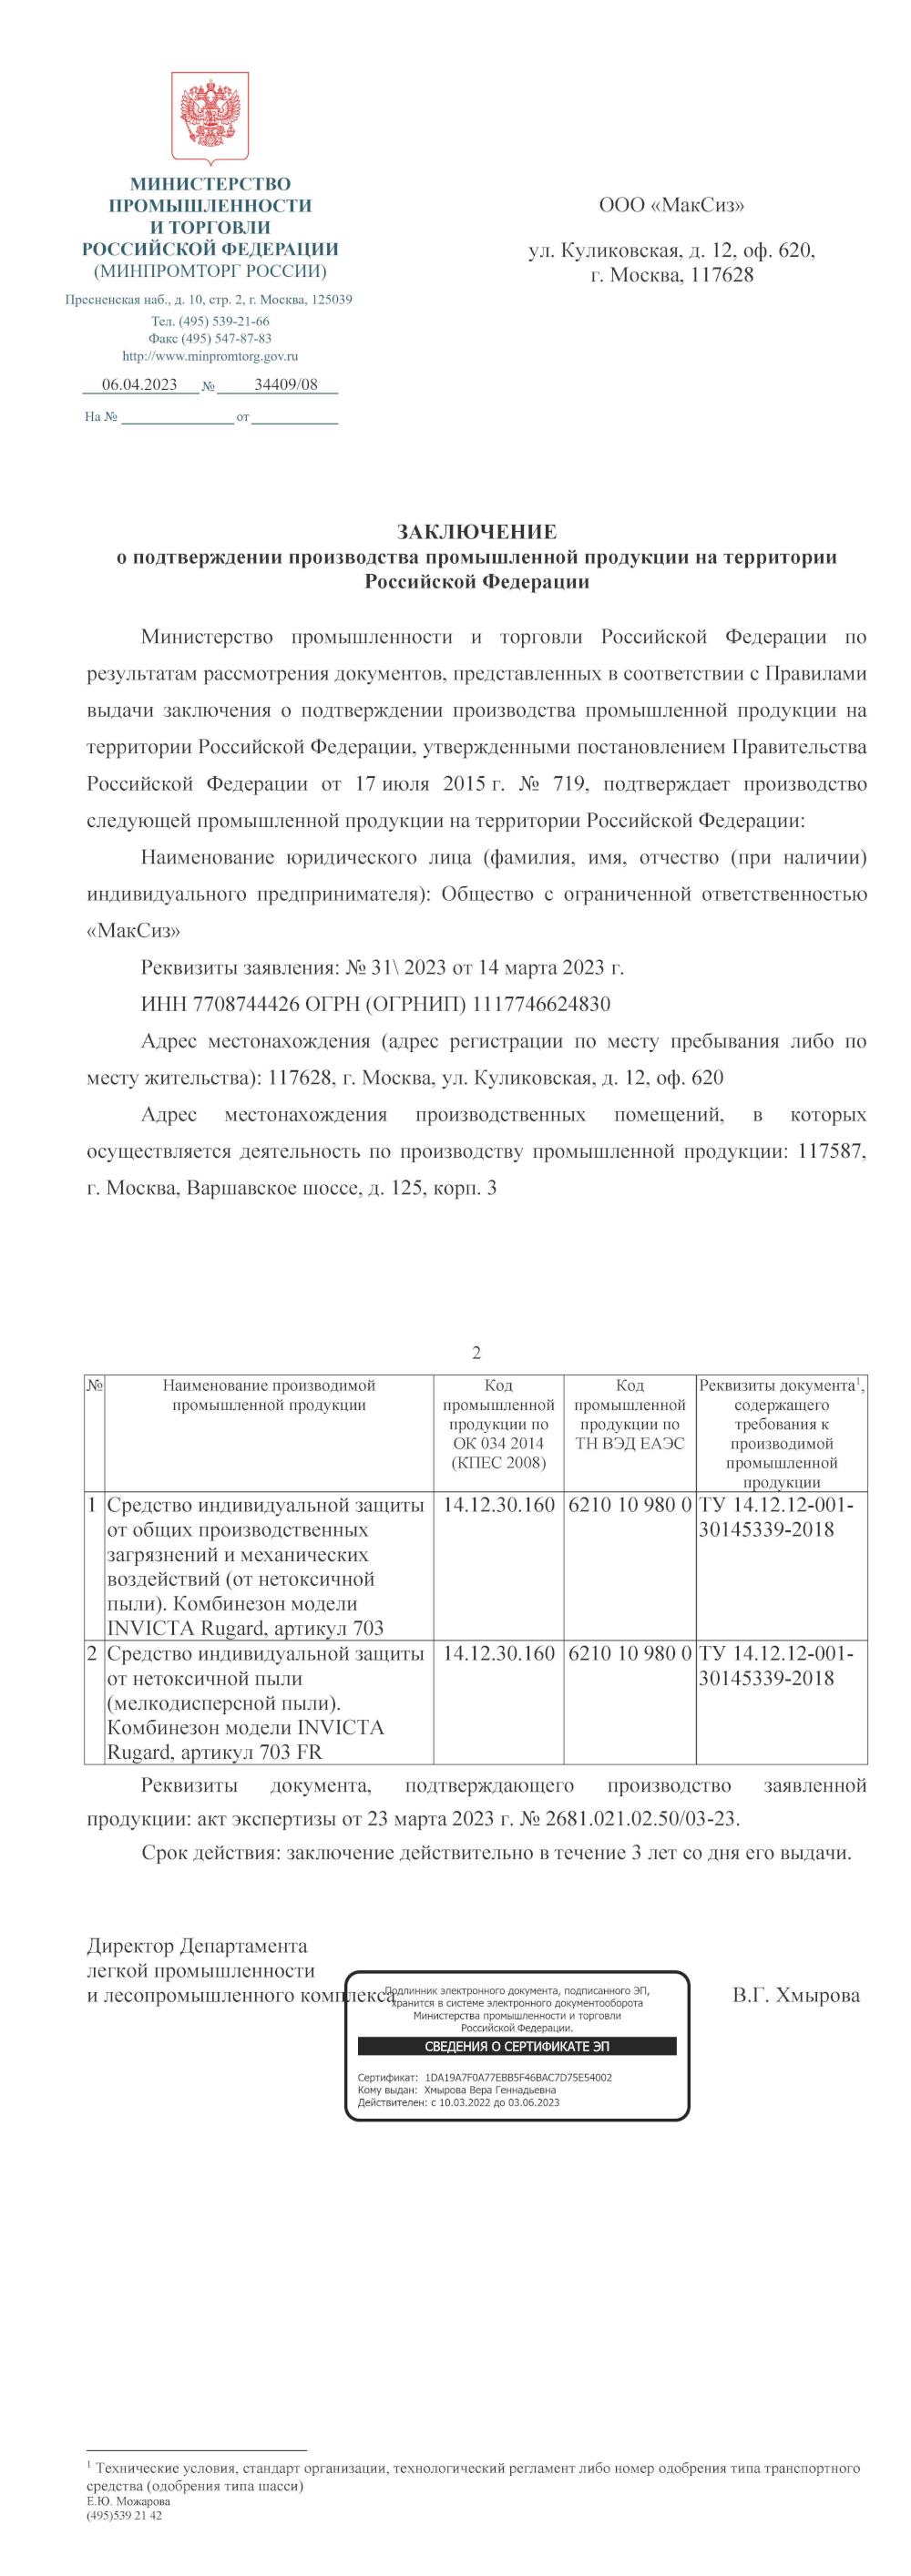 МИНИСТЕРСТВО
ПРОМЫШЛЕННОСТИ
И ТОРГОВЛИ
РОССИЙСКОЙ ФЕДЕРАЦИИ
(МИНПРОМТОРГ РОССИИ)
Пресненская наб., д. 10, стр. 2, г. Москва, 125039
Тел. (495) 539-21-66
Факс (495) 547-87-83
http://www.minpromtorg.gov.ru
06.04.2023 № 34409/08
На № от
ООО «МакСиз»
ул. Куликовская, д. 12, оф. 620,
г. Москва, 117628
ЗАКЛЮЧЕНИЕ
о подтверждении производства промышленной продукции на территории
Российской Федерации
Министерство промышленности и торговли Российской Федерации по
результатам рассмотрения документов, представленных в соответствии с Правилами
выдачи заключения о подтверждении производства промышленной продукции на
территории Российской Федерации, утвержденными постановлением Правительства
Российской Федерации от 17 июля 2015 г. № 719, подтверждает производство
следующей промышленной продукции на территории Российской Федерации:
Наименование юридического лица (фамилия, имя, отчество (при наличии)
индивидуального предпринимателя): Общество с ограниченной ответственностью
«МакСиз»
Реквизиты заявления: № 31\ 2023 от 14 марта 2023 г.
ИНН 7708744426 ОГРН (ОГРНИП) 1117746624830
Адрес местонахождения (адрес регистрации по месту пребывания либо по
месту жительства): 117628, г. Москва, ул. Куликовская, д. 12, оф. 620
Адрес местонахождения производственных помещений, в которых
осуществляется деятельность по производству промышленной продукции: 117587,
г. Москва, Варшавское шоссе, д. 125, корп. 3
2
№
Наименование производимой
промышленной продукции
Код
промышленной
продукции по
ОК 034 2014
(КПЕС 2008)
Код
промышленной
продукции по
ТН ВЭД ЕАЭС
Реквизиты документа¹,
содержащего
требования к
производимой
промышленной
продукции
1 Средство индивидуальной защиты 14.12.30.160 6210 10 980 0 ТУ 14.12.12-001-
от общих производственных 30145339-2018
загрязнений и механических
воздействий (от нетоксичной
пыли). Комбинезон модели
INVICTA Rugard, артикул 703
2 Средство индивидуальной защиты 14.12.30.160 6210 10 980 0 ТУ 14.12.12-001-
от нетоксичной пыли 30145339-2018
(мелкодисперсной пыли).
Комбинезон модели INVICTA
Rugard, артикул 703 FR
Реквизиты документа, подтверждающего производство заявленной
продукции: акт экспертизы от 23 марта 2023 г. № 2681.021.02.50/03-23.
Срок действия: заключение действительно в течение 3 лет со дня его выдачи.
Директор Департамента
легкой промышленности
и лесопромышленного комплекса
В.Г. Хмырова
Подлинник электронного документа, подписанного ЭП,
хранится в системе электронного документооборота
Министерства промышленности и торговли
Российской Федерации.
СВЕДЕНИЯ О СЕРТИФИКАТЕ ЭП
Сертификат: 1DA19A7F0A77EBB5F46BAC7D75E54002
Кому выдан: Хмырова Вера Геннадьевна
Действителен: с 10.03.2022 до 03.06.2023
¹ Технические условия, стандарт организации, технологический регламент либо номер одобрения типа транспортного
средства (одобрения типа шасси)
Е.Ю. Можарова
(495)539 21 42